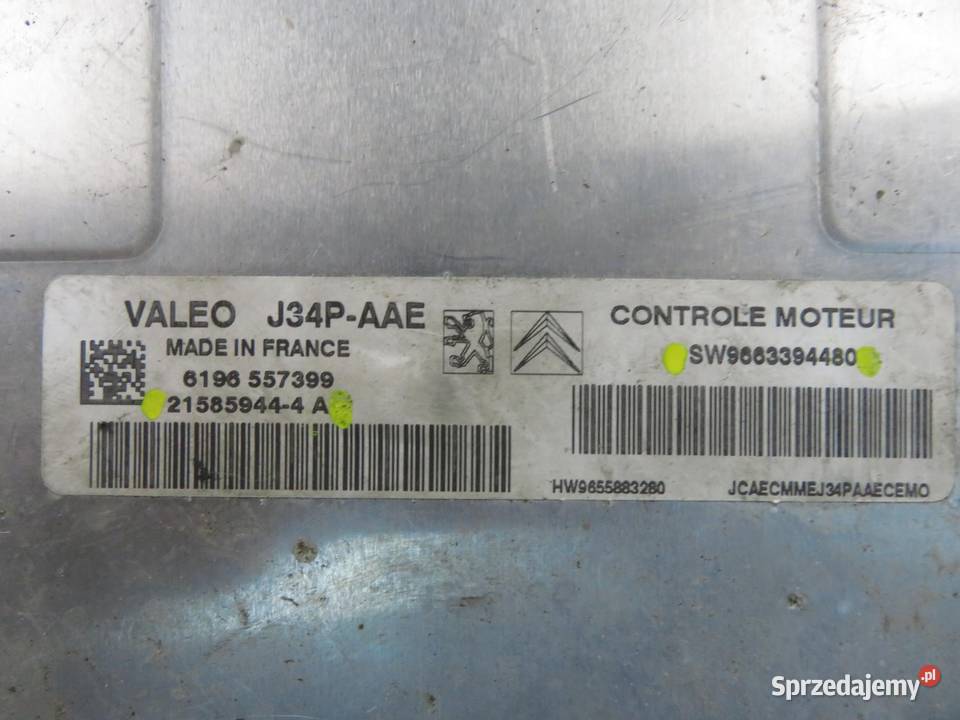 VALEO J34P-AAE
MADE IN FRANCE
6196 557399
21585944-4 A
CONTROLE MOTEUR
SW9663394480
HW9655883280
JCAECMMEJ34PAAECEMO
Sprzedajemy.pl